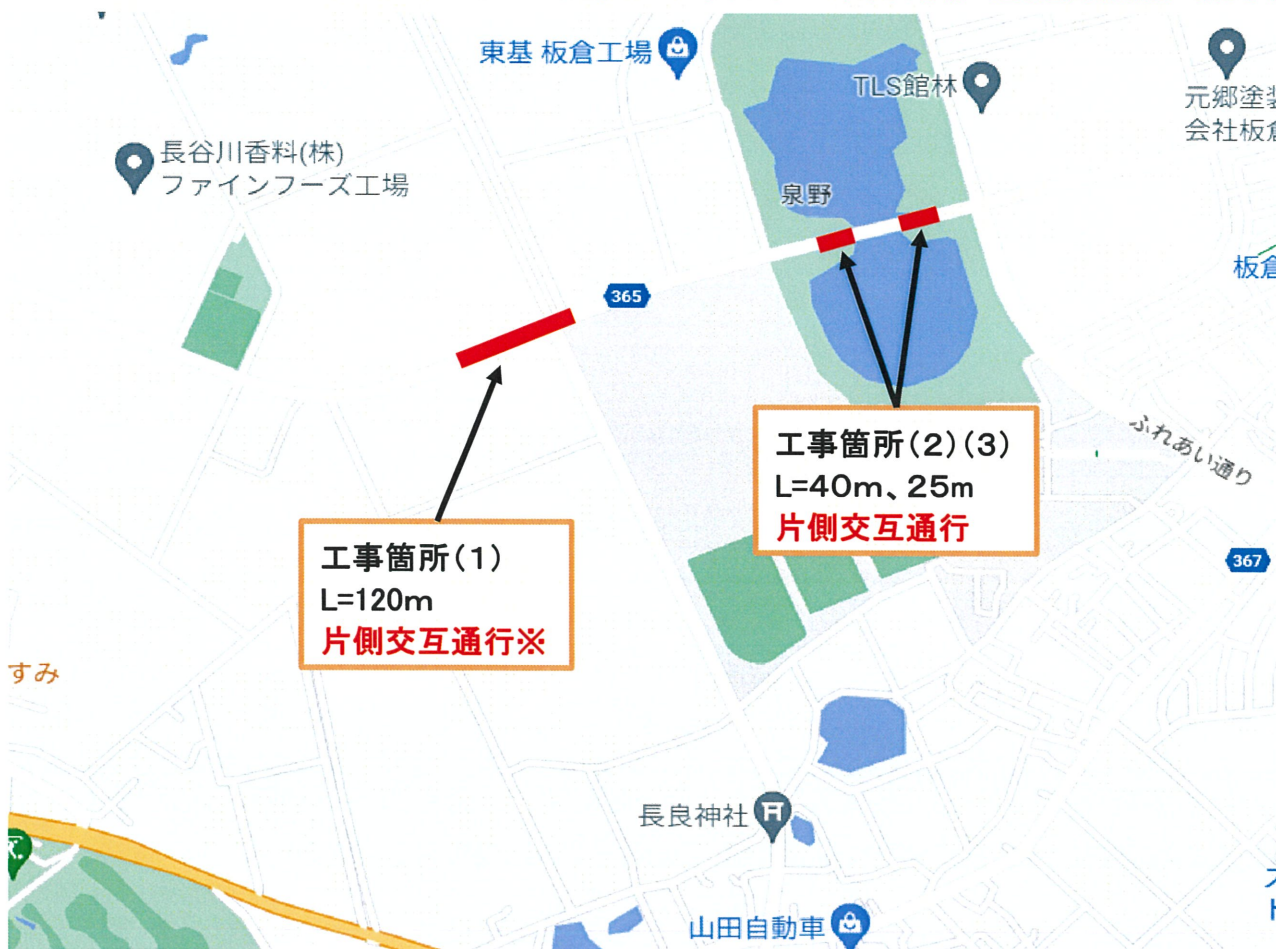 東基 板倉工場
TLS館林
元郷塗装
会社板倉
長谷川香料(株)
ファインフーズ工場
泉野
板倉
365
ふれあい通り
工事箇所(2)(3)
L=40m、25m
片側交互通行
工事箇所(1)
L=120m
片側交互通行※
367
すみ
長良神社
山田自動車